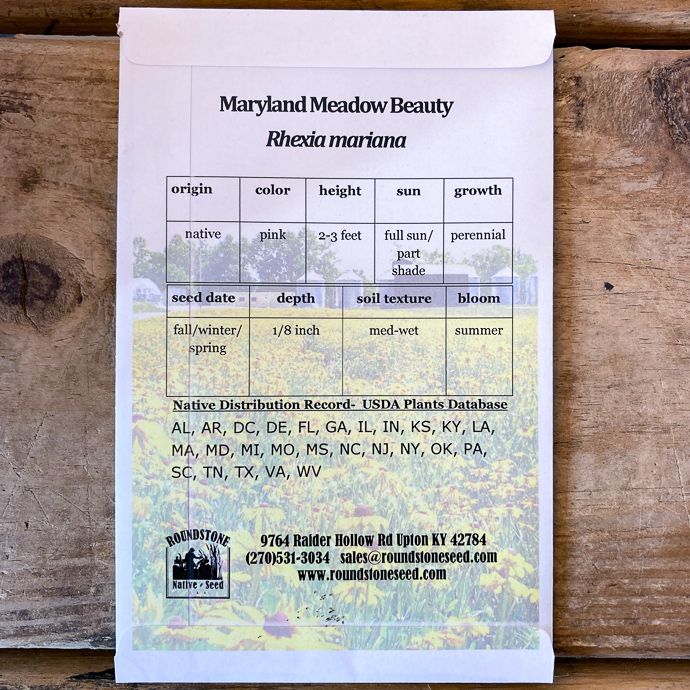 Maryland Meadow Beauty
Rhexia mariana
origin color height sun growth
native pink 2-3 feet full sun/ perennial
part
shade
seed date depth soil texture bloom
fall/winter/ 1/8 inch med-wet summer
spring
Native Distribution Record- USDA Plants Database
AL, AR, DC, DE, FL, GA, IL, IN, KS, KY, LA,
MA, MD, MI, MO, MS, NC, NJ, NY, OK, PA,
SC, TN, TX, VA, WV
ROUNDSTONE
Native Seed
9764 Raider Hollow Rd Upton KY 42784
(270)531-3034 sales@roundstoneseed.com
www.roundstoneseed.com